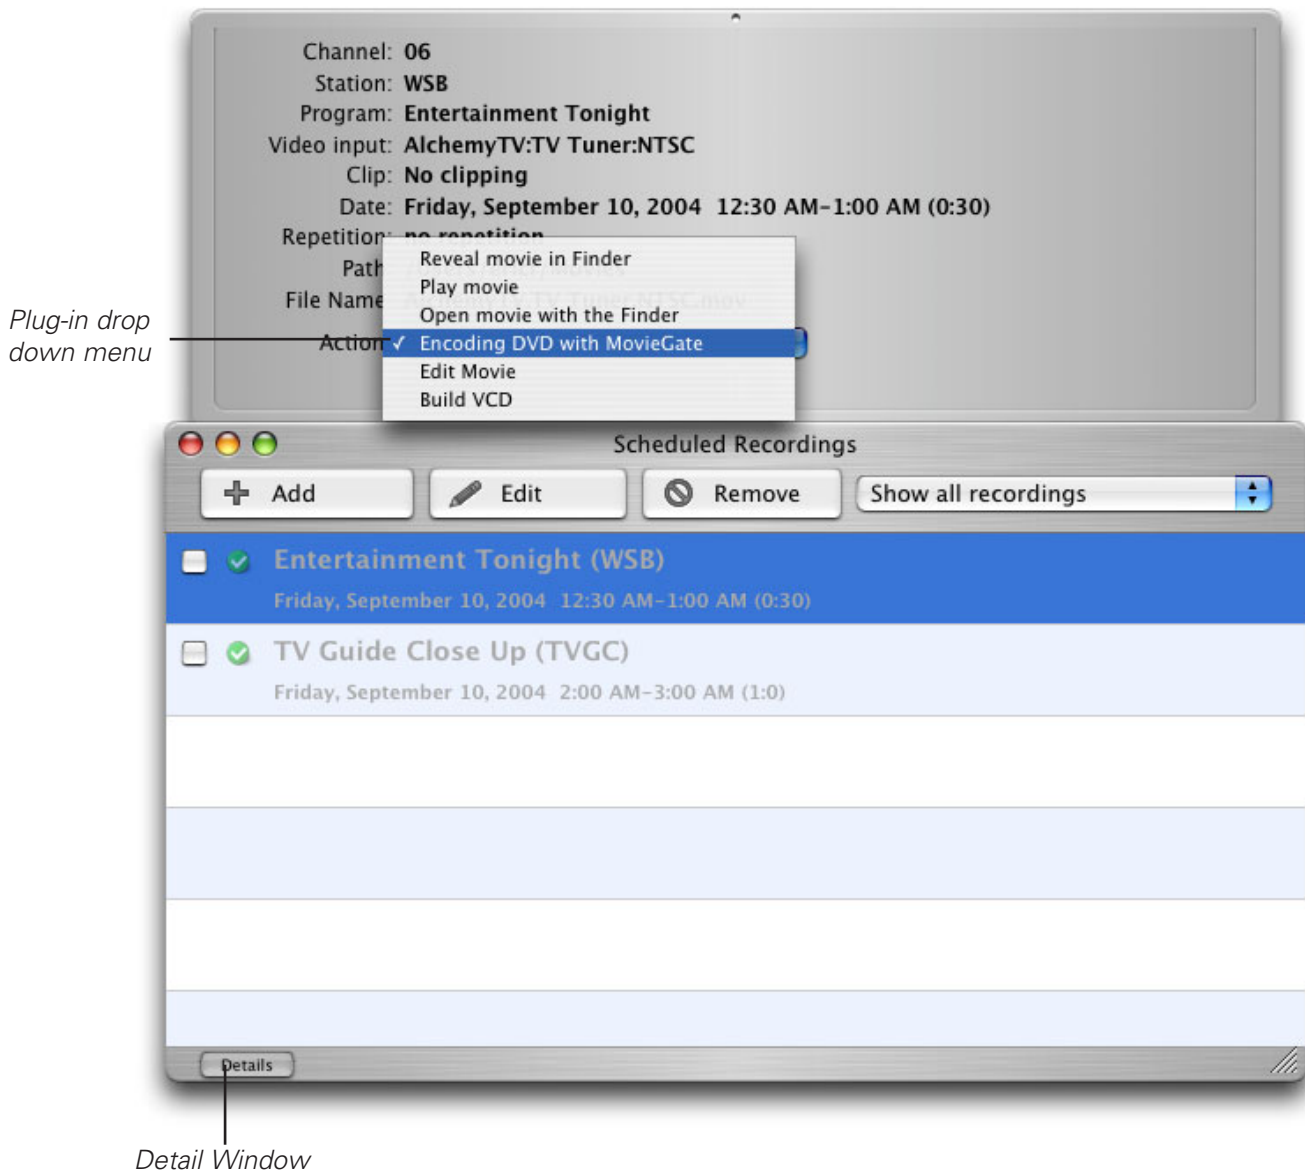 Channel: 06
Station: WSB
Program: Entertainment Tonight
Video input: AlchemyTV:TV Tuner:NTSC
Clip: No clipping
Date: Friday, September 10, 2004 12:30 AM–1:00 AM (0:30)
Repetition: no repetition
Path
File Name
Reveal movie in Finder
Play movie
Open movie with the Finder
Plug-in drop
down menu
Action ✓ Encoding DVD with MovieGate
Edit Movie
Build VCD
Scheduled Recordings
Add Edit Remove Show all recordings
Entertainment Tonight (WSB)
Friday, September 10, 2004 12:30 AM–1:00 AM (0:30)
TV Guide Close Up (TVGC)
Friday, September 10, 2004 2:00 AM–3:00 AM (1:0)
Details
Detail Window